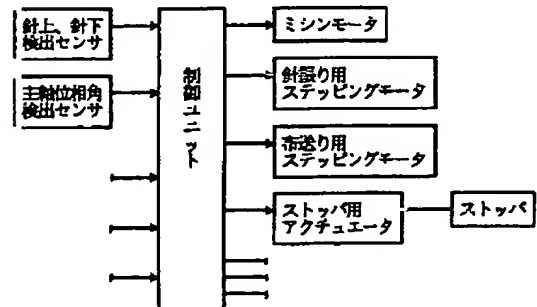 針上、針下
検出センサ
主軸位相角
検出センサ
制御ユニット
ミシンモータ
針振り用
ステッピングモータ
布送り用
ステッピングモータ
ストッパ用
アクチュエータ
ストッパ